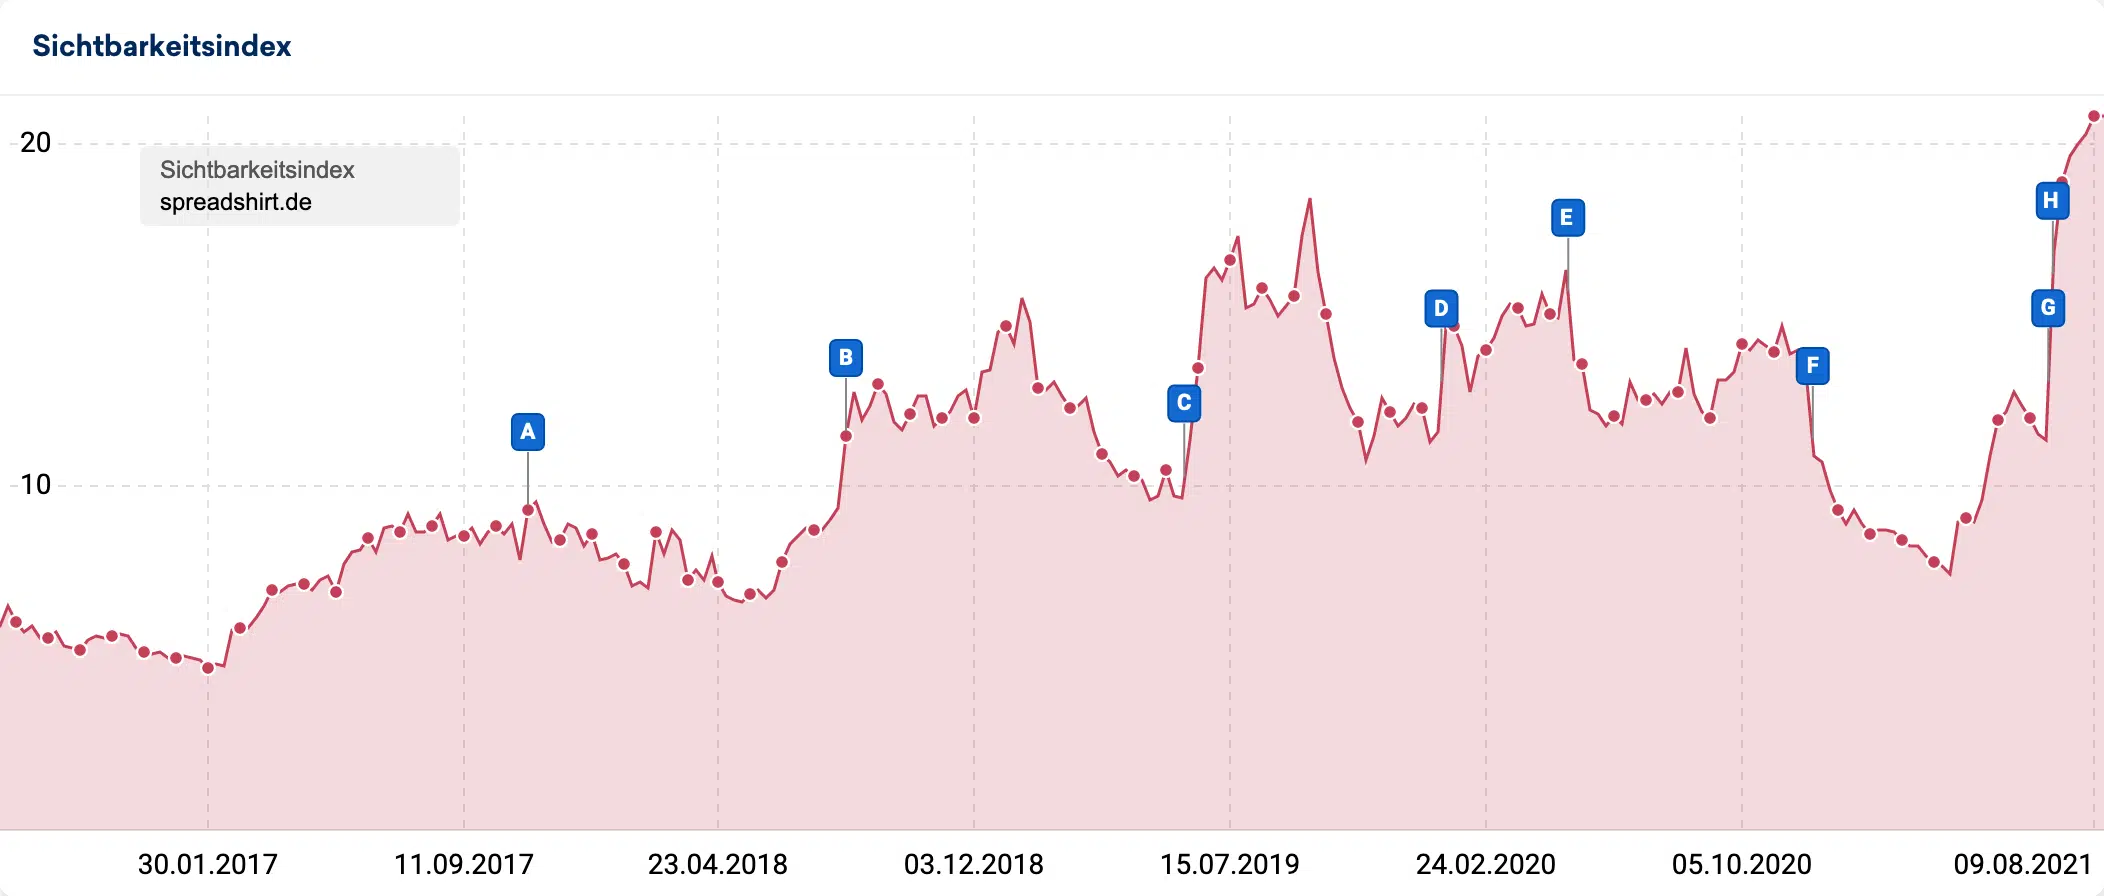 Sichtbarkeitsindex
20
Sichtbarkeitsindex
spreadshirt.de
H
E
G
D
B
F
C
A
10
30.01.2017
11.09.2017
23.04.2018
03.12.2018
15.07.2019
24.02.2020
05.10.2020
09.08.2021